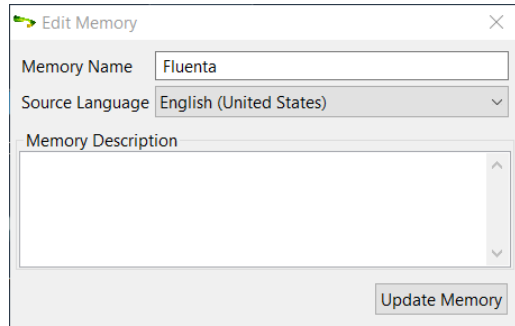 Edit Memory
Memory Name Fluenta
Source Language English (United States)
Memory Description
Update Memory